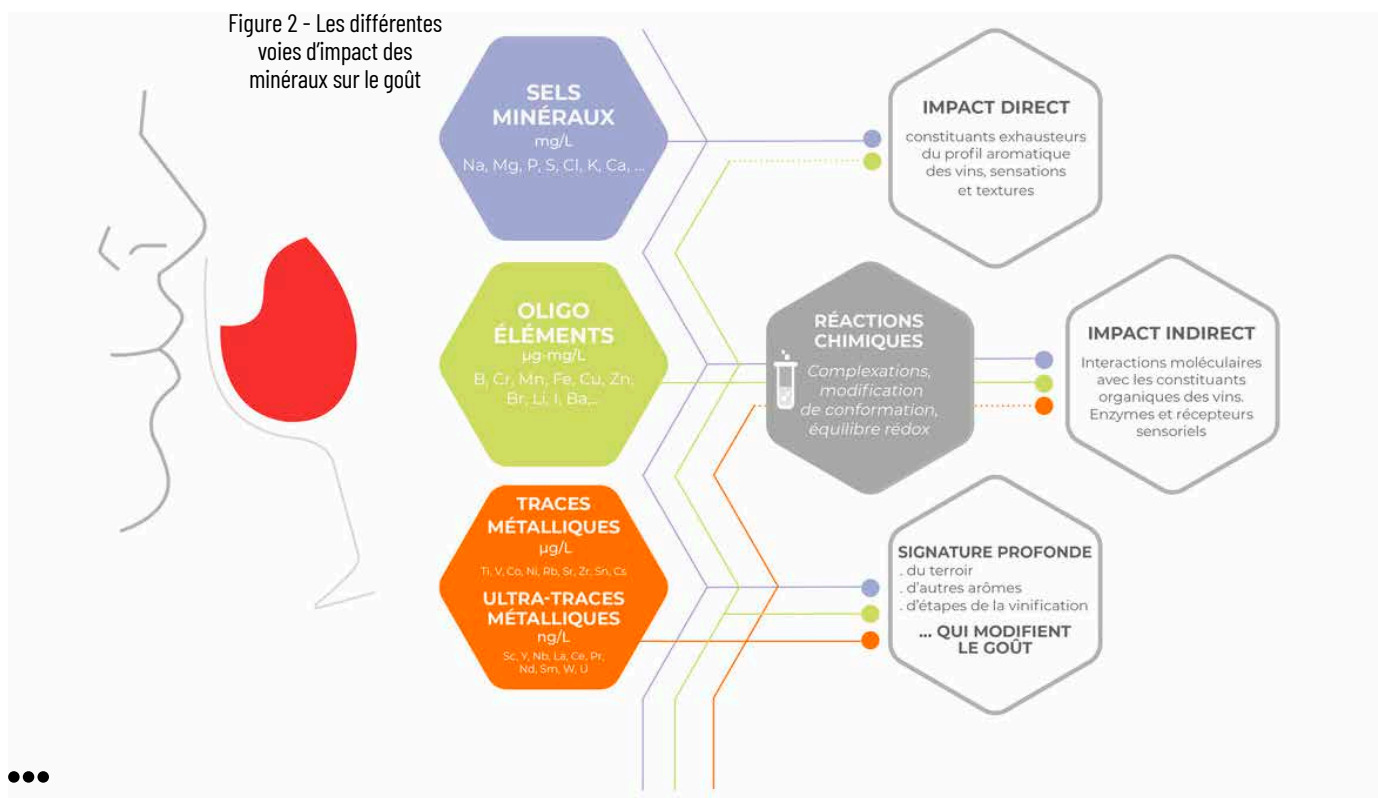 Figure 2 - Les différentes
voies d’impact des
minéraux sur le goût
SELS
MINÉRAUX
mg/L
Na, Mg, P, S, Cl, K, Ca, ...
OLIGO
ÉLÉMENTS
µg-mg/L
B, Cr, Mn, Fe, Cu, Zn,
Br, Li, I, Ba,..
TRACES
MÉTALLIQUES
µg/L
Ti, V, Co, Ni, Rb, Sr, Zr, Sn, Cs
ULTRA-TRACES
MÉTALLIQUES
ng/L
Sc, Y, Nb, La, Ce, Pr,
Nd, Sm, W, U
IMPACT DIRECT
constituants exhausteurs
du profil aromatique
des vins, sensations
et textures
RÉACTIONS
CHIMIQUES
Complexations,
modification
de conformation,
équilibre rédox
IMPACT INDIRECT
Interactions moléculaires
avec les constituants
organiques des vins.
Enzymes et récepteurs
sensoriels
SIGNATURE PROFONDE
. du terroir
. d'autres arômes
. d'étapes de la vinification
... QUI MODIFIENT
LE GOÛT